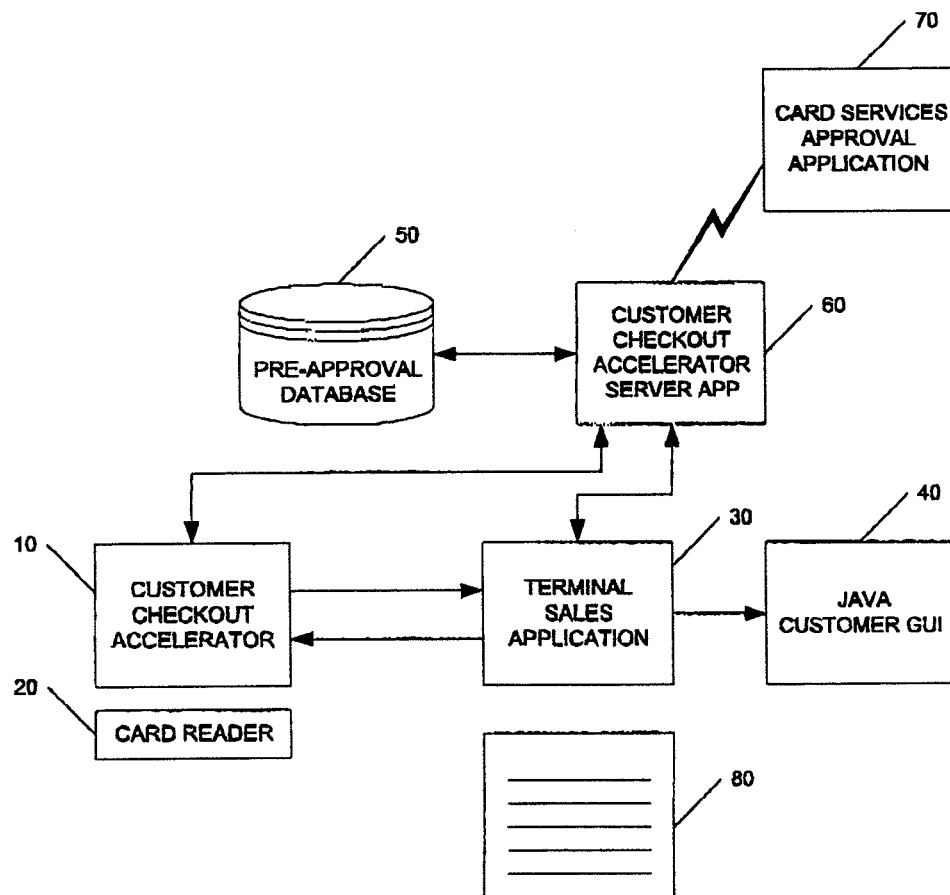 70
CARD SERVICES
APPROVAL
APPLICATION
50
PRE-APPROVAL
DATABASE
CUSTOMER
CHECKOUT
ACCELERATOR
SERVER APP
60
10
CUSTOMER
CHECKOUT
ACCELERATOR
30
TERMINAL
SALES
APPLICATION
40
JAVA
CUSTOMER GUI
20
CARD READER
80